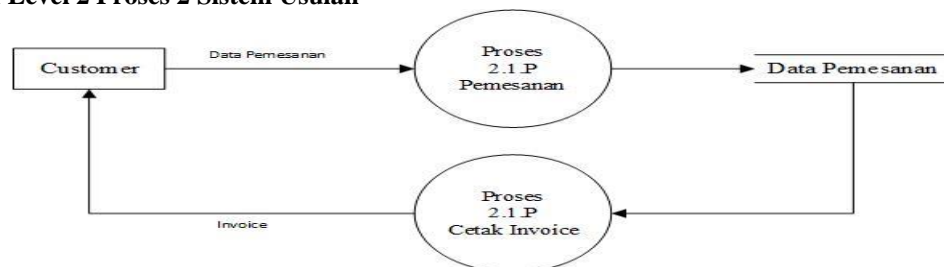 Level 2 Proses 2 Sistem Usulan
Customer
Data Pemesanan
Proses
2.1.P
Pemesanan
Data Pemesanan
Proses
2.1.P
Cetak Invoice
Invoice